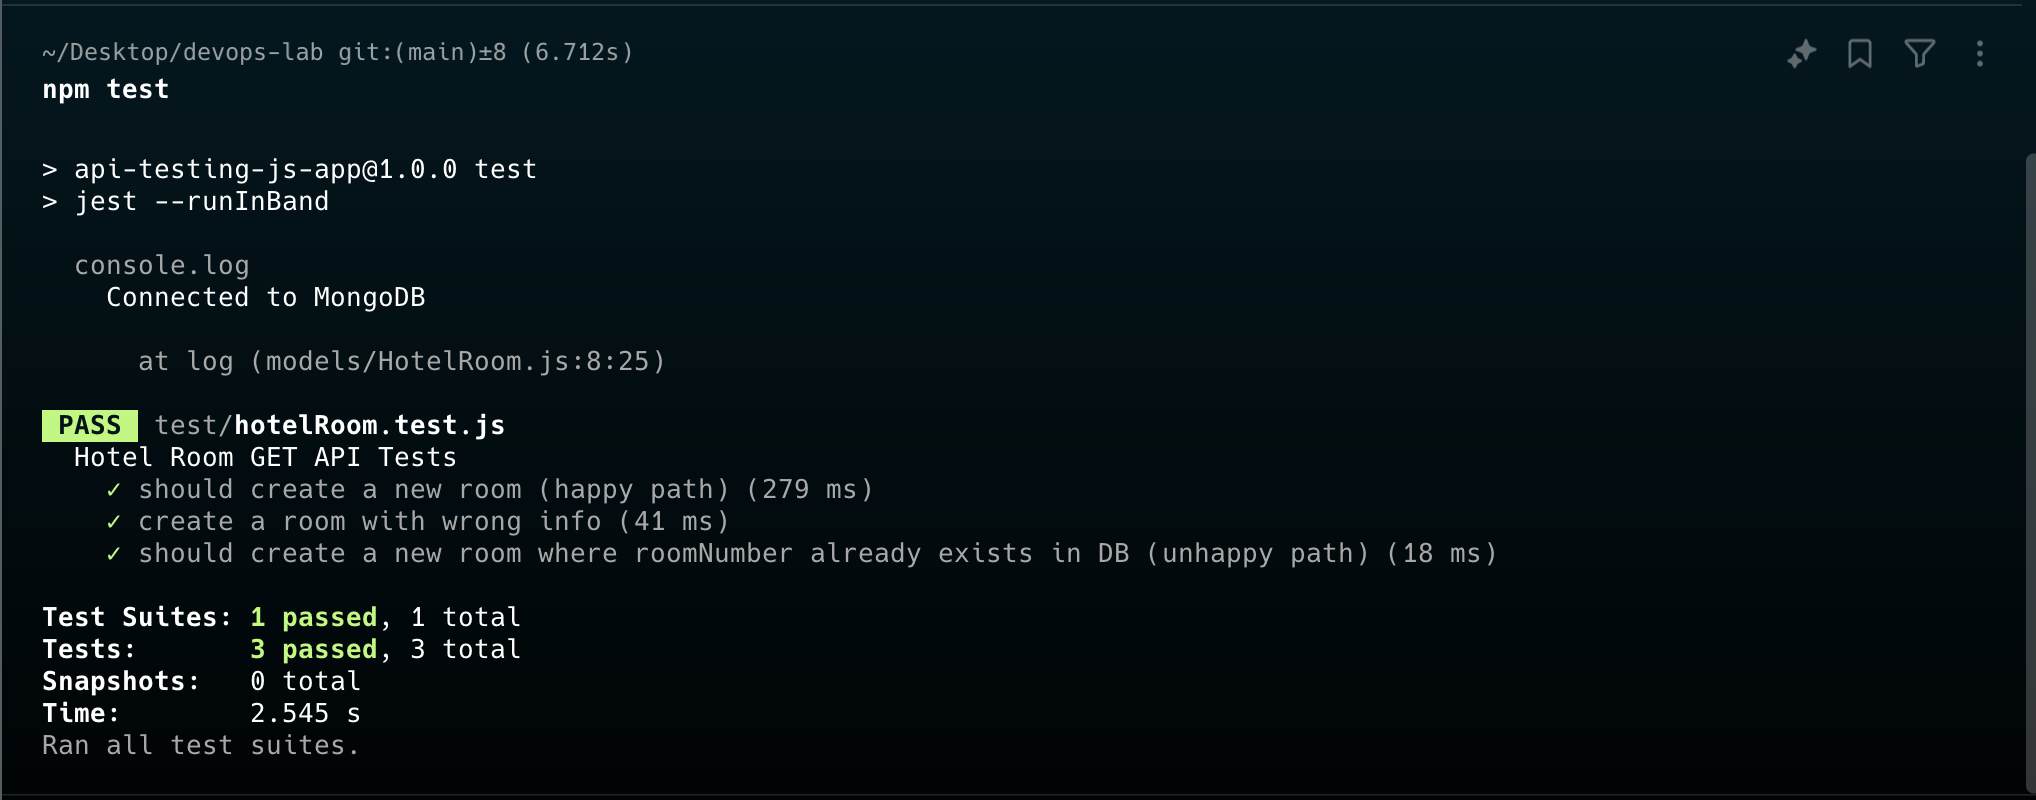 ~/Desktop/devops-lab git:(main)±8 (6.712s)
npm test
> api-testing-js-app@1.0.0 test
> jest --runInBand
console.log
Connected to MongoDB
at log (models/HotelRoom.js:8:25)
PASS test/hotelRoom.test.js
Hotel Room GET API Tests
✓ should create a new room (happy path) (279 ms)
✓ create a room with wrong info (41 ms)
✓ should create a new room where roomNumber already exists in DB (unhappy path) (18 ms)
Test Suites: 1 passed, 1 total
Tests: 3 passed, 3 total
Snapshots: 0 total
Time: 2.545 s
Ran all test suites.